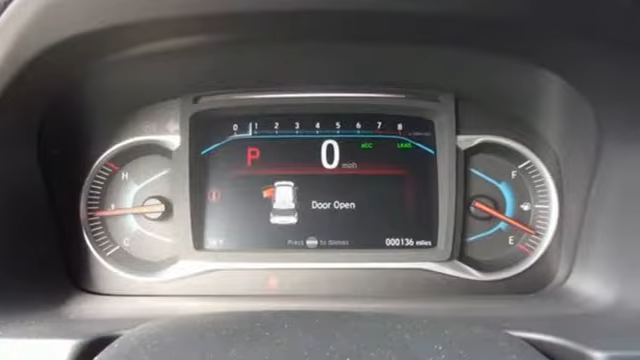 0 1 2 3 4 5 6 7 8
P 0 mph
ACC LKAS
H
C
Door Open
Press to dismiss
000136 miles
F
E